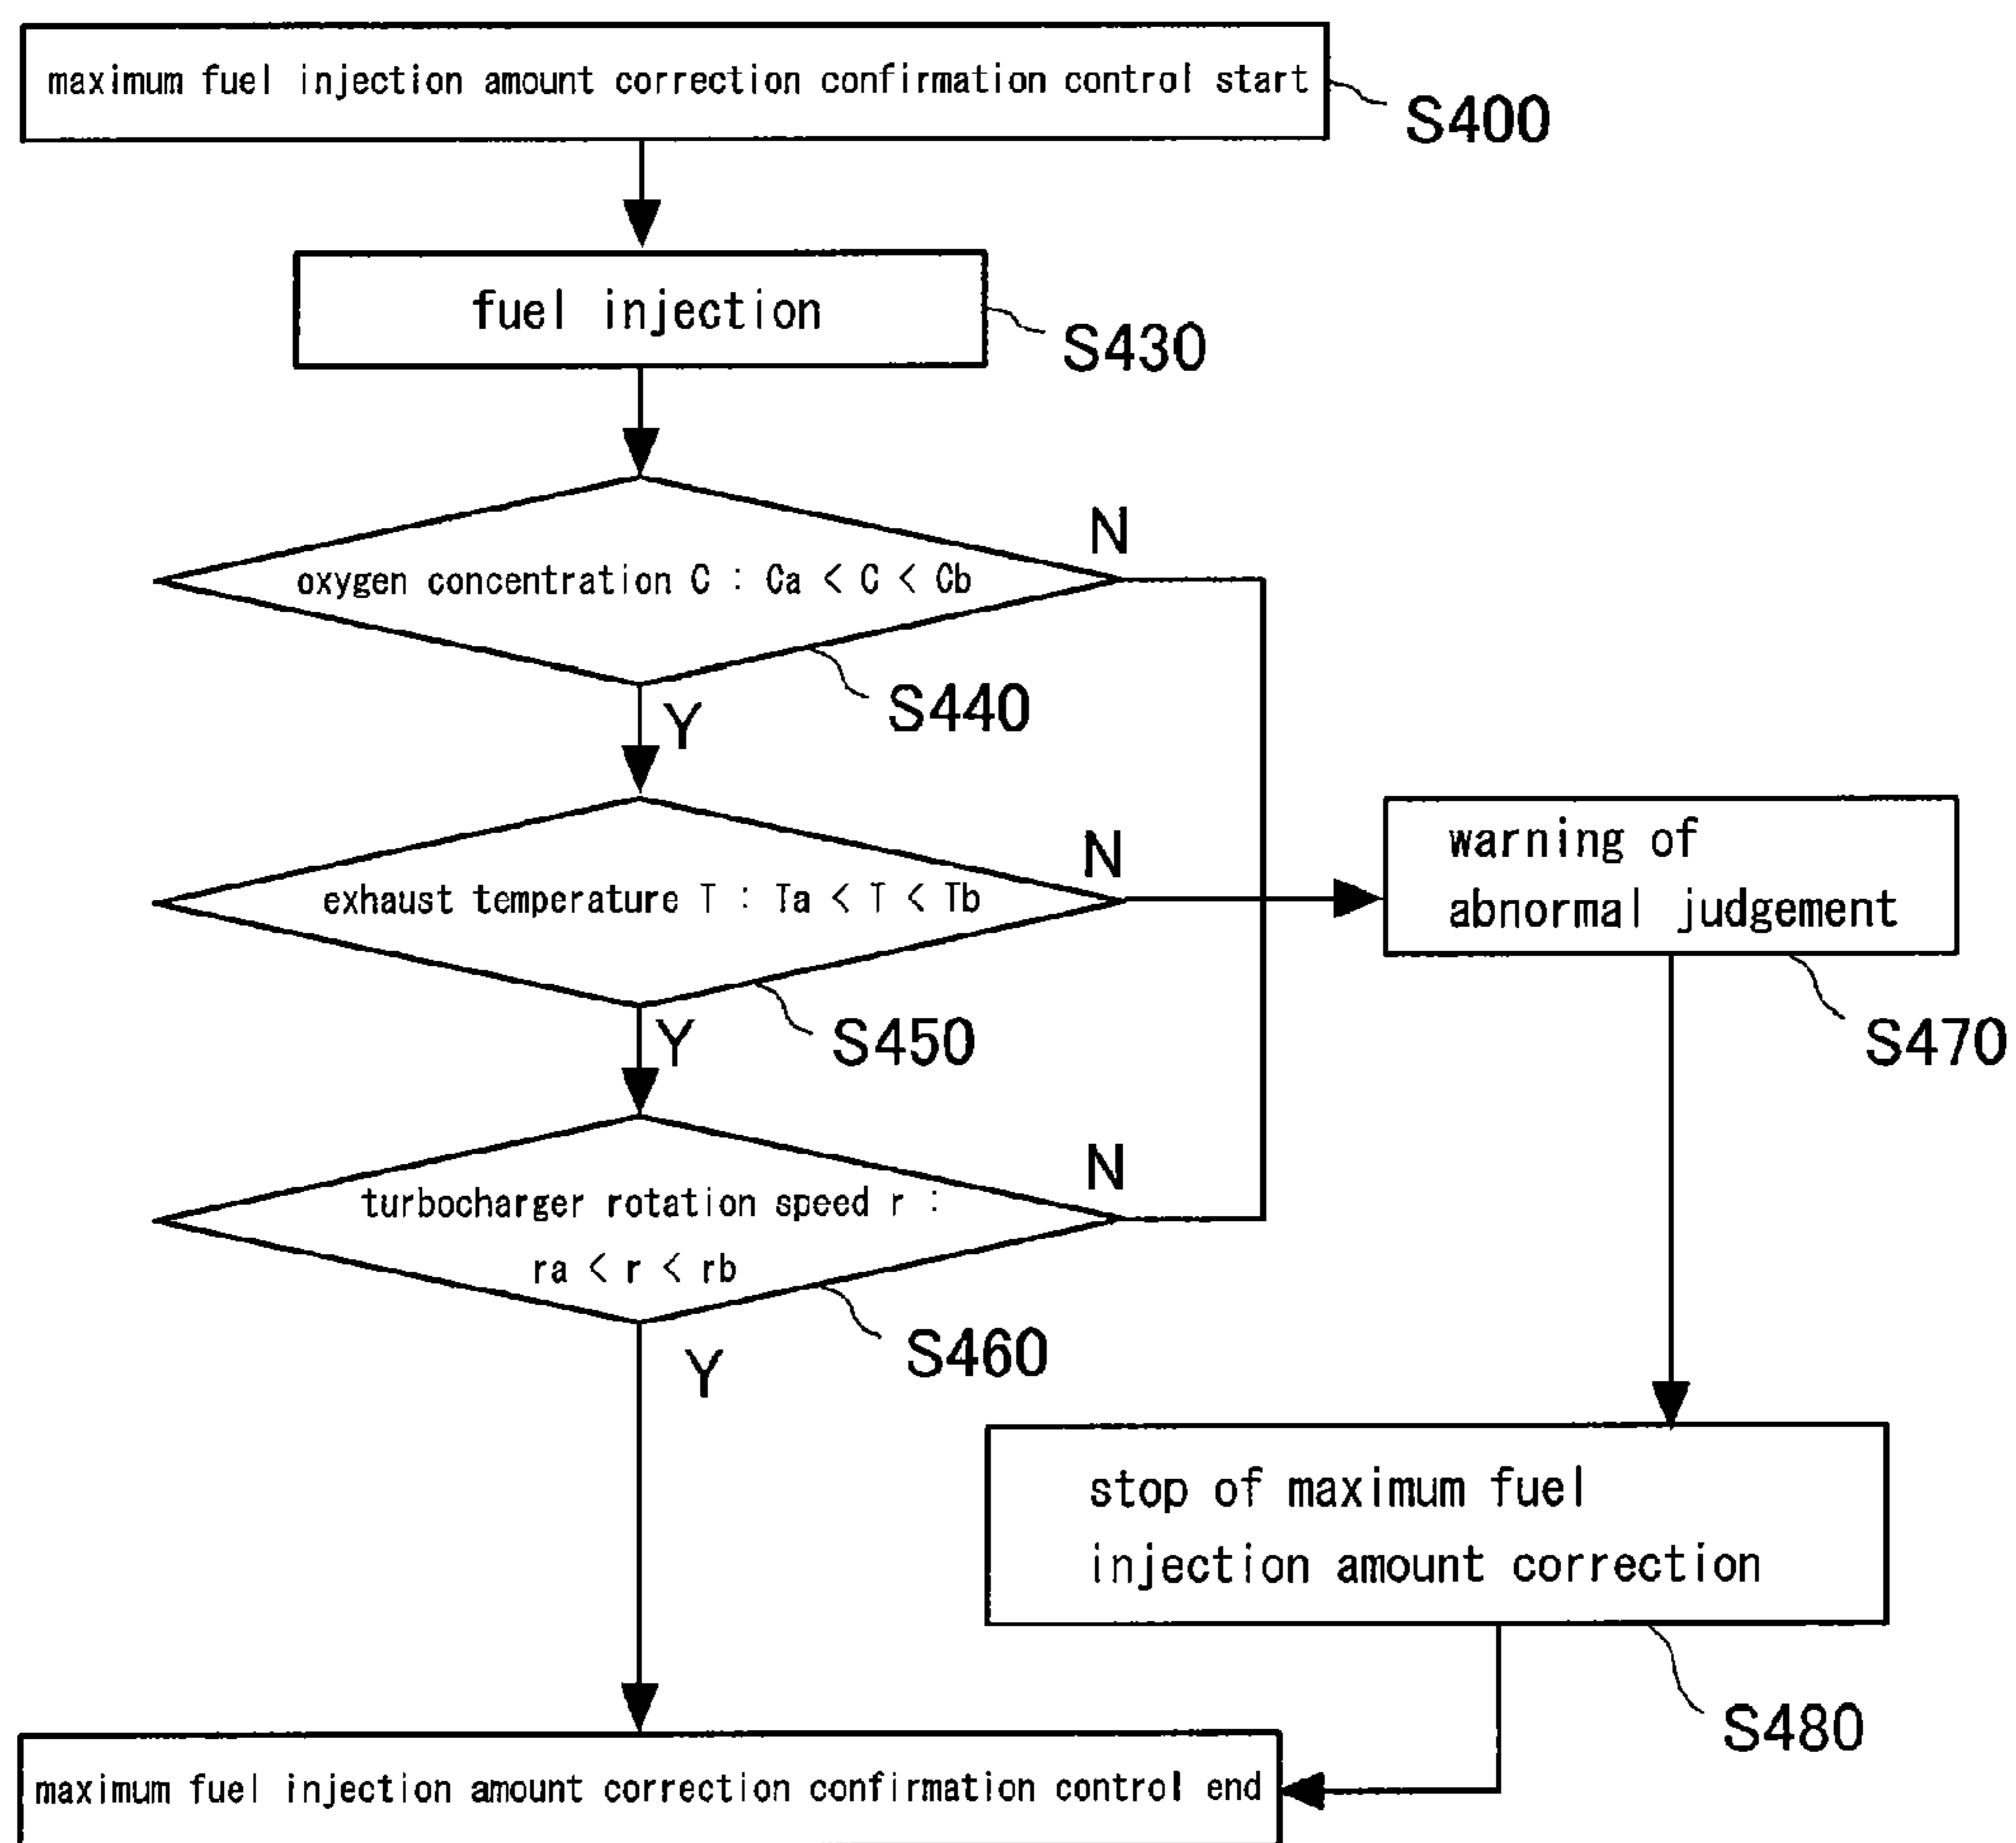 maximum fuel injection amount correction confirmation control start
S400
fuel injection
S430
N
oxygen concentration C : Ca < C < Cb
S440
Y
N
exhaust temperature T : Ta < T < Tb
warning of
abnormal judgement
S450
S470
Y
N
turbocharger rotation speed r :
ra < r < rb
S460
Y
stop of maximum fuel
injection amount correction
S480
maximum fuel injection amount correction confirmation control end